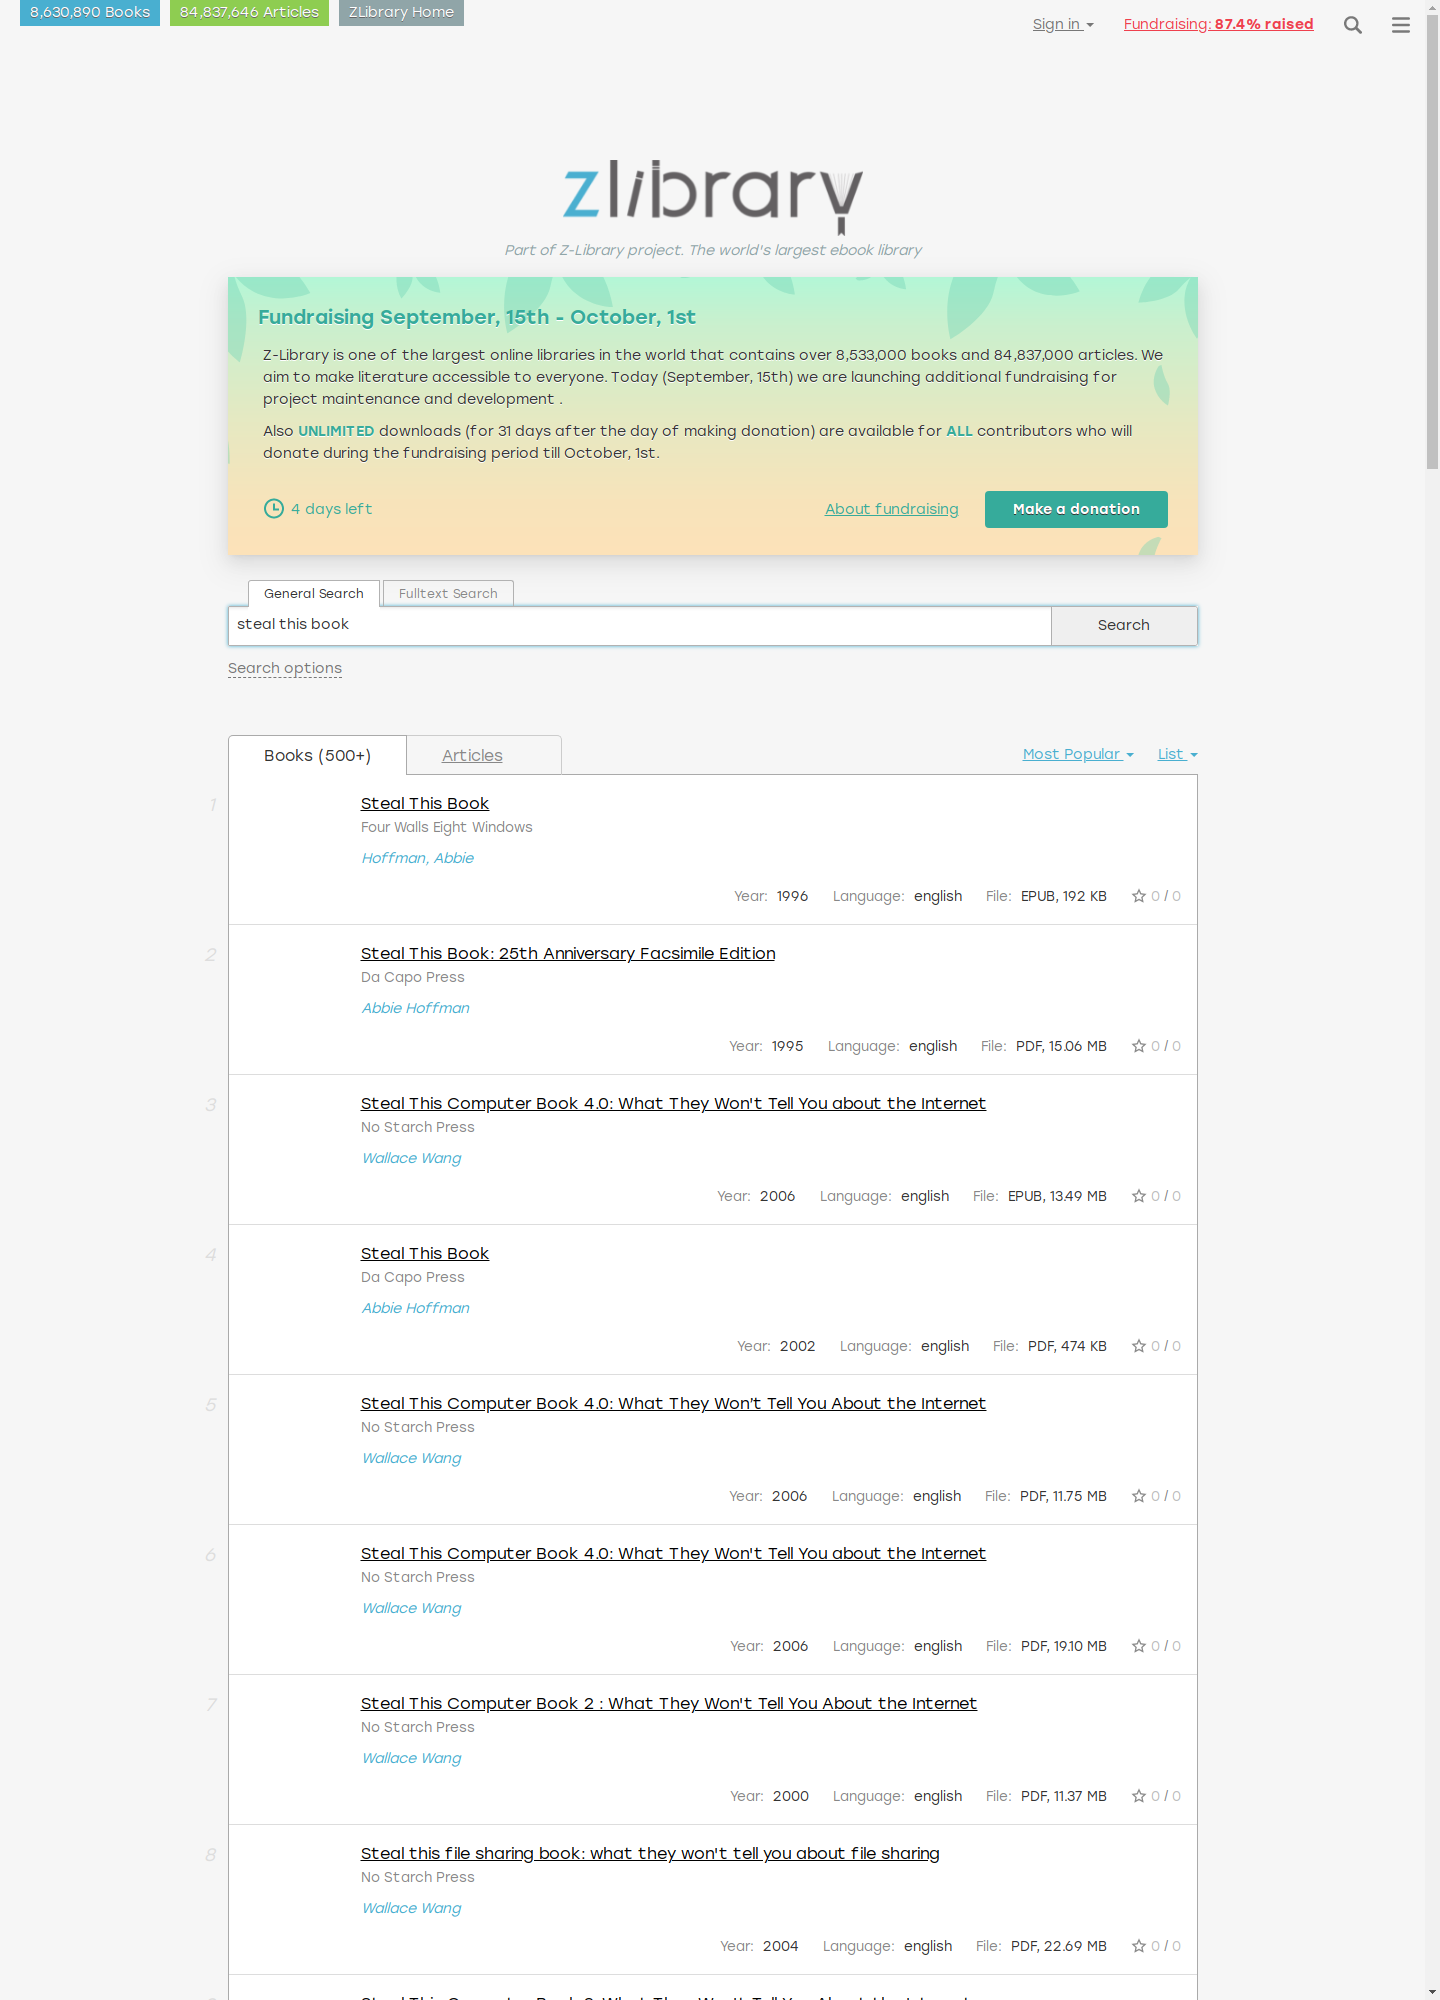 8,630,890 Books 84,837,646 Articles ZLibrary Home
Sign in Fundraising: 87.4% raised
zlibrary
Part of Z-Library project. The world's largest ebook library
Fundraising September, 15th - October, 1st
Z-Library is one of the largest online libraries in the world that contains over 8,533,000 books and 84,837,000 articles. We
aim to make literature accessible to everyone. Today (September, 15th) we are launching additional fundraising for
project maintenance and development .
Also UNLIMITED downloads (for 31 days after the day of making donation) are available for ALL contributors who will
donate during the fundraising period till October, 1st.
4 days left About fundraising Make a donation
General Search Fulltext Search
steal this book Search
Search options
Books (500+) Articles Most Popular List
1 Steal This Book
Four Walls Eight Windows
Hoffman, Abbie
Year: 1996 Language: english File: EPUB, 192 KB 0 / 0
2 Steal This Book: 25th Anniversary Facsimile Edition
Da Capo Press
Abbie Hoffman
Year: 1995 Language: english File: PDF, 15.06 MB 0 / 0
3 Steal This Computer Book 4.0: What They Won't Tell You about the Internet
No Starch Press
Wallace Wang
Year: 2006 Language: english File: EPUB, 13.49 MB 0 / 0
4 Steal This Book
Da Capo Press
Abbie Hoffman
Year: 2002 Language: english File: PDF, 474 KB 0 / 0
5 Steal This Computer Book 4.0: What They Won’t Tell You About the Internet
No Starch Press
Wallace Wang
Year: 2006 Language: english File: PDF, 11.75 MB 0 / 0
6 Steal This Computer Book 4.0: What They Won't Tell You about the Internet
No Starch Press
Wallace Wang
Year: 2006 Language: english File: PDF, 19.10 MB 0 / 0
7 Steal This Computer Book 2 : What They Won't Tell You About the Internet
No Starch Press
Wallace Wang
Year: 2000 Language: english File: PDF, 11.37 MB 0 / 0
8 Steal this file sharing book: what they won't tell you about file sharing
No Starch Press
Wallace Wang
Year: 2004 Language: english File: PDF, 22.69 MB 0 / 0